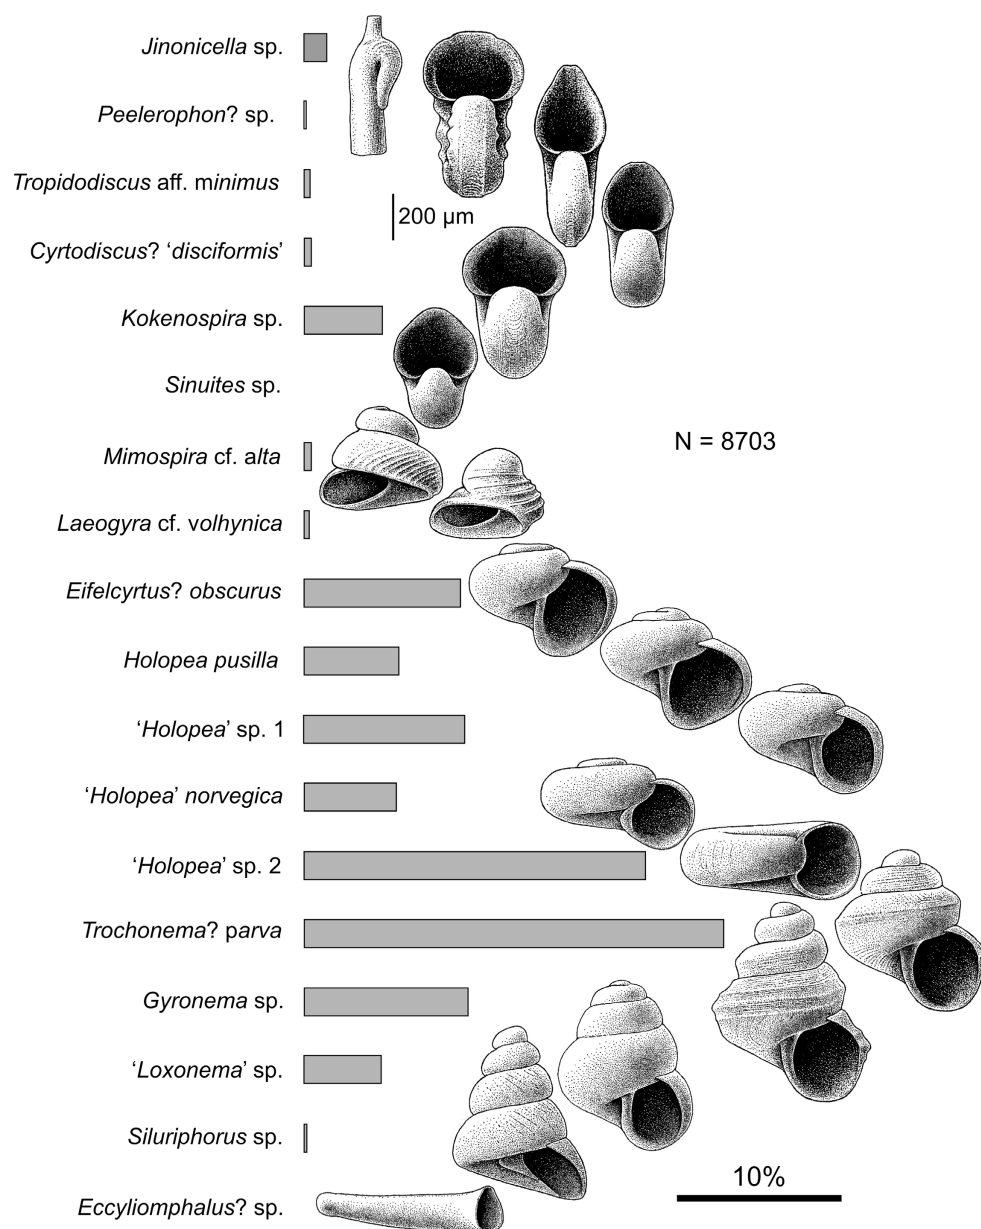 Jinonicella sp.
Peelerophon? sp.
Tropidodiscus aff. minimus
200 µm
Cyrtodiscus? ‘disciformis’
Kokenospira sp.
Sinuites sp.
N = 8703
Mimospira cf. alta
Laeogyra cf. volhynica
Eifelcyrtus? obscurus
Holopea pusilla
‘Holopea’ sp. 1
‘Holopea’ norvegica
‘Holopea’ sp. 2
Trochonema? parva
Gyronema sp.
‘Loxonema’ sp.
Siluriphorus sp.
10%
Eccyliomphalus? sp.